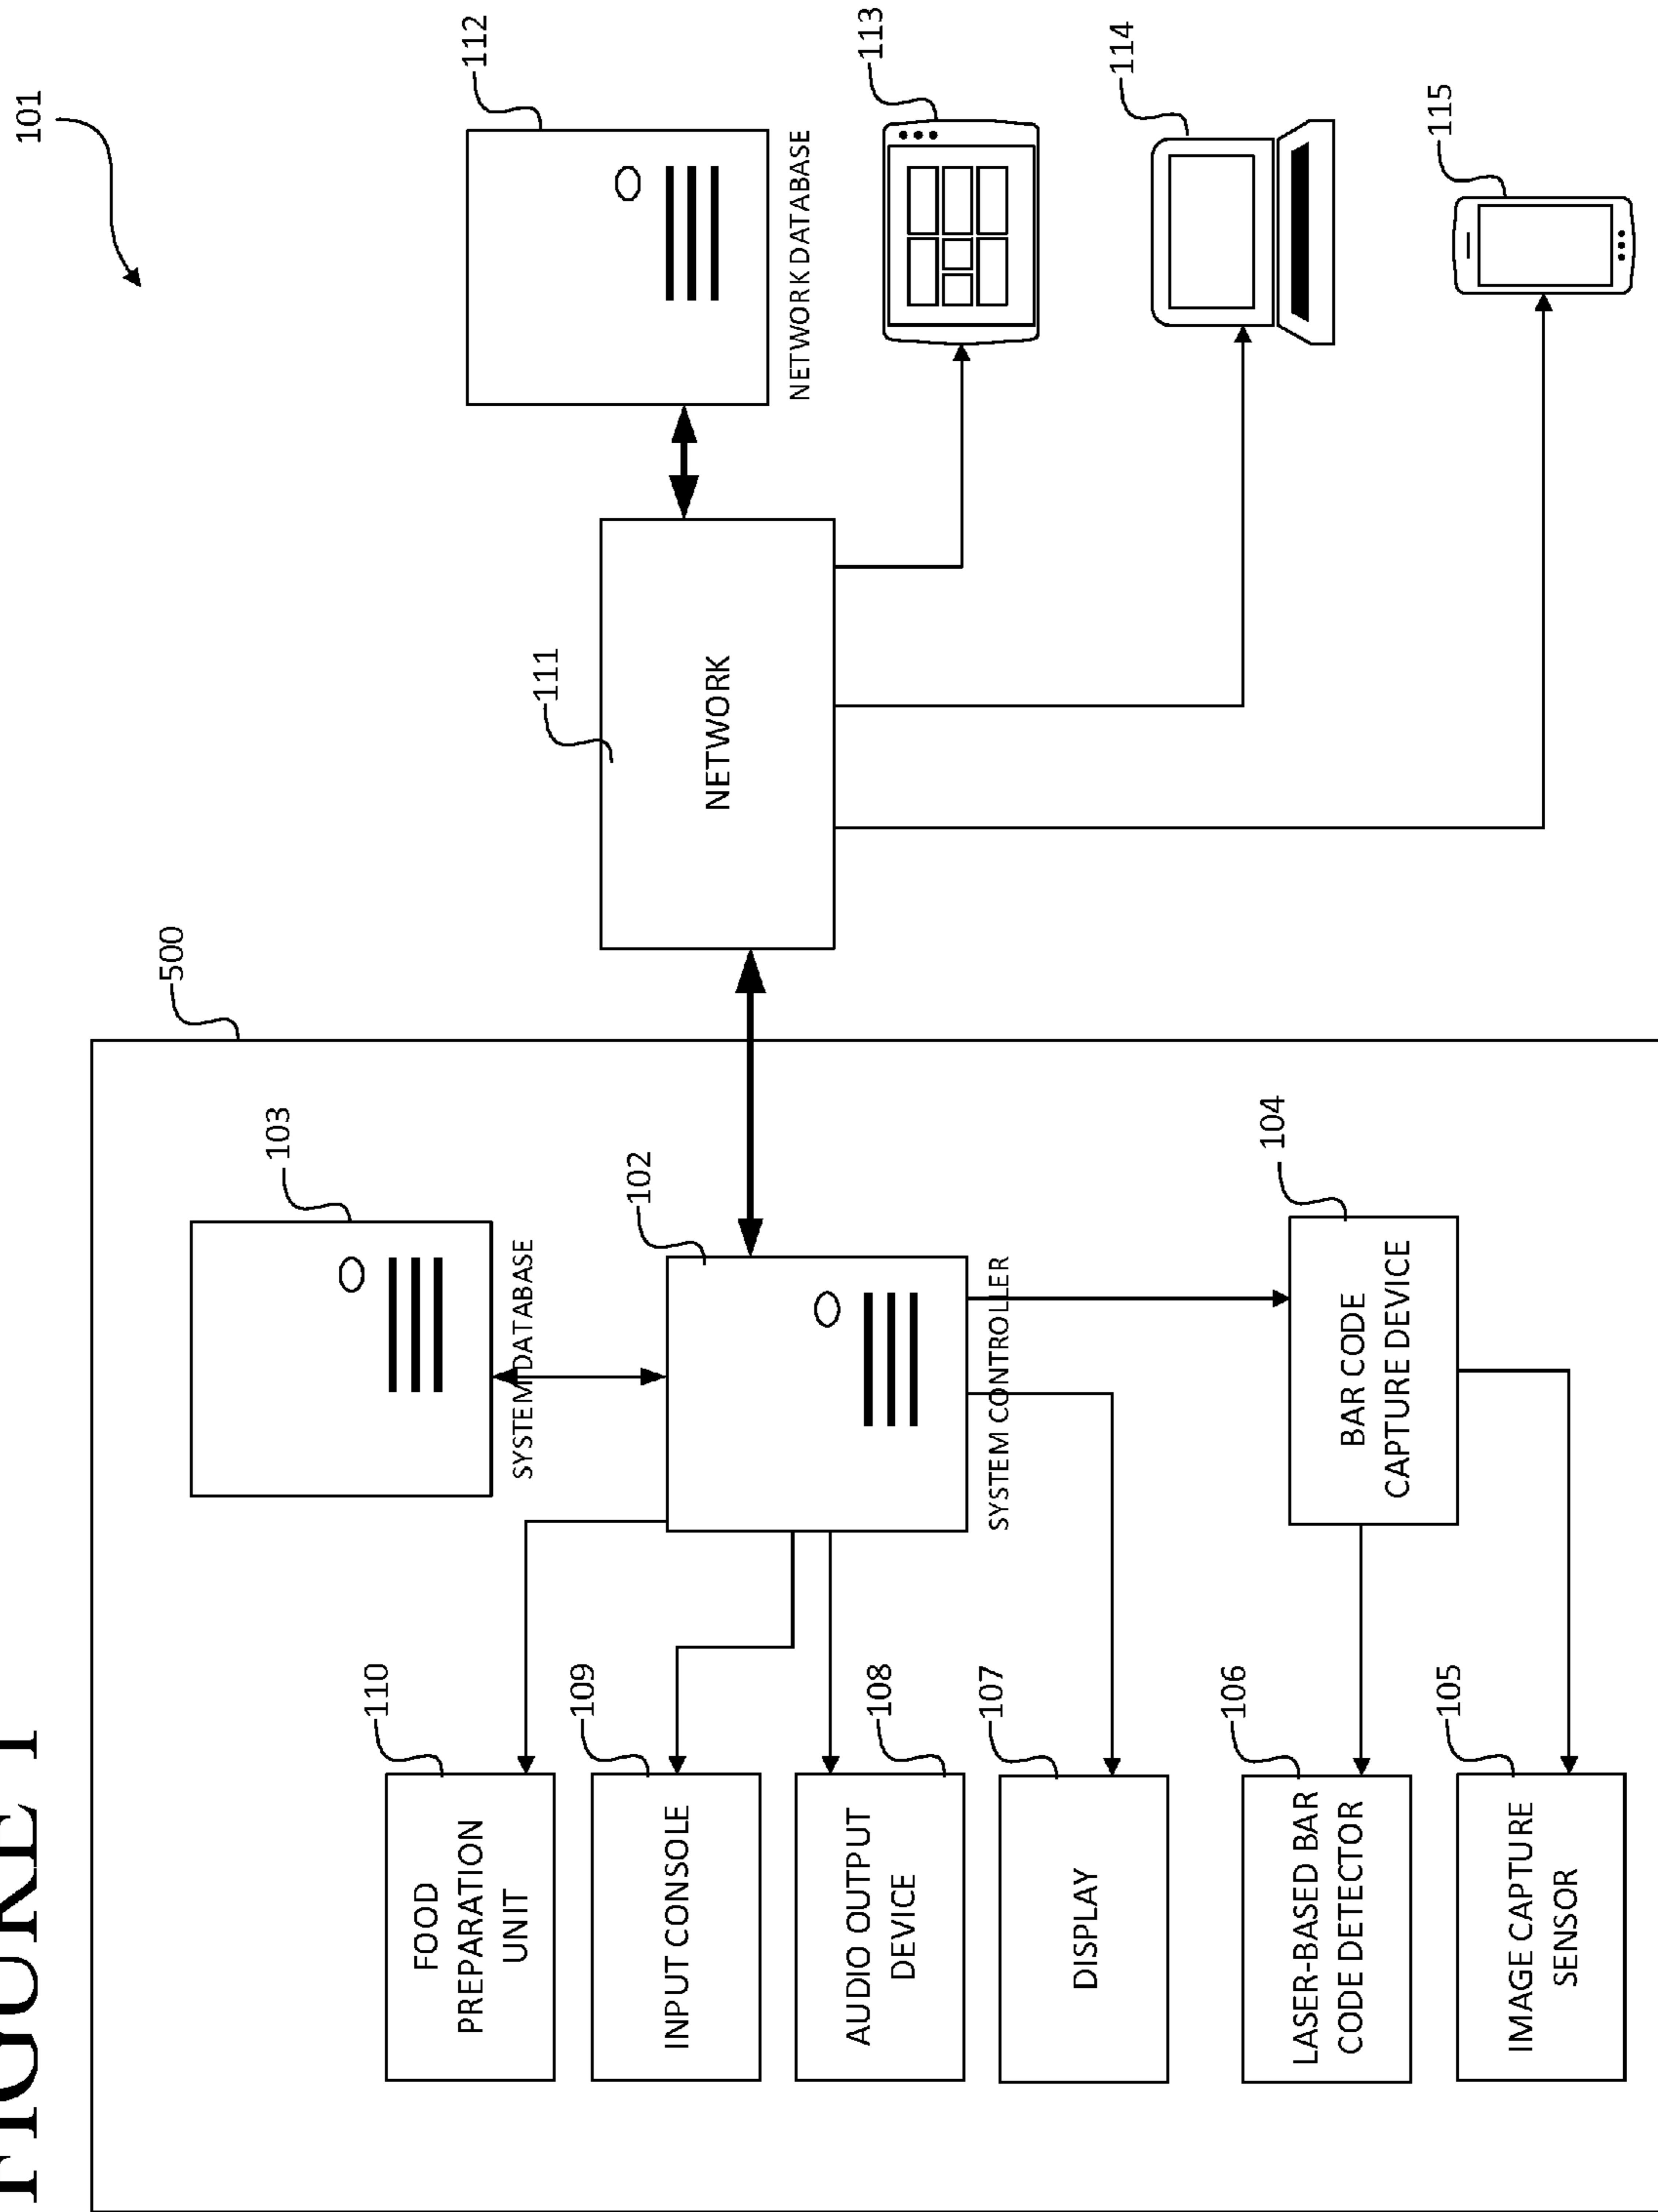 FIGURE 1
101
500
103
SYSTEM DATABASE
102
SYSTEM CONTROLLER
110
FOOD
PREPARATION
UNIT
109
INPUT CONSOLE
108
AUDIO OUTPUT
DEVICE
107
DISPLAY
104
BAR CODE
CAPTURE DEVICE
106
LASER-BASED BAR
CODE DETECTOR
105
IMAGE CAPTURE
SENSOR
111
NETWORK
112
NETWORK DATABASE
113
114
115